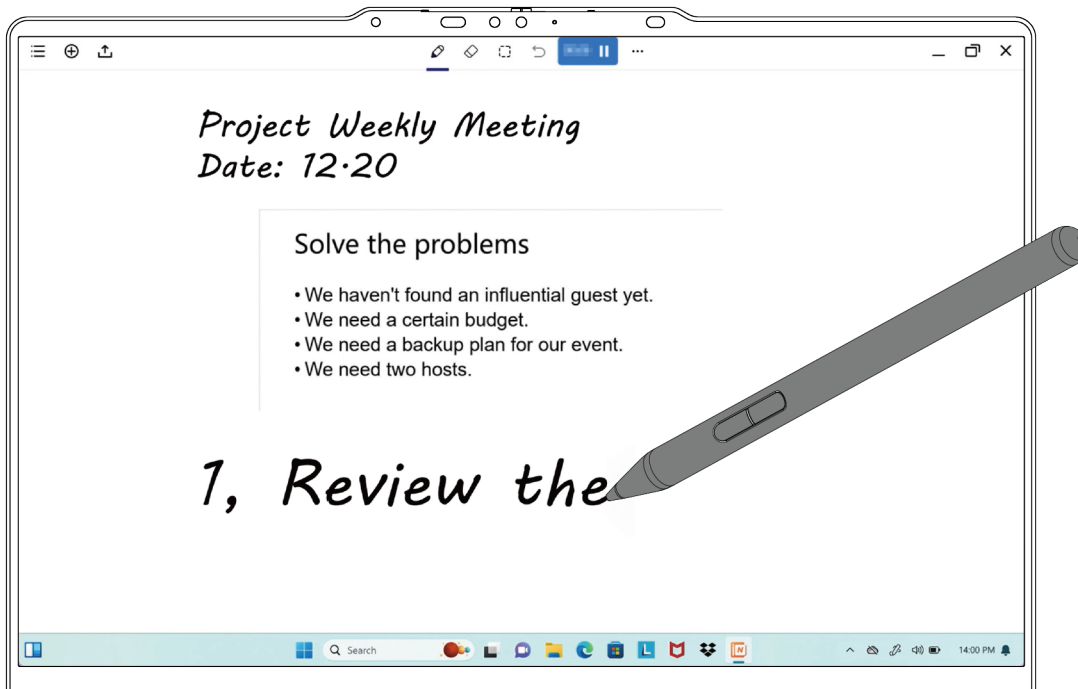 Project Weekly Meeting
Date: 12·20
Solve the problems
• We haven't found an influential guest yet.
• We need a certain budget.
• We need a backup plan for our event.
• We need two hosts.
1, Review the
Search
L
N
14:00 PM